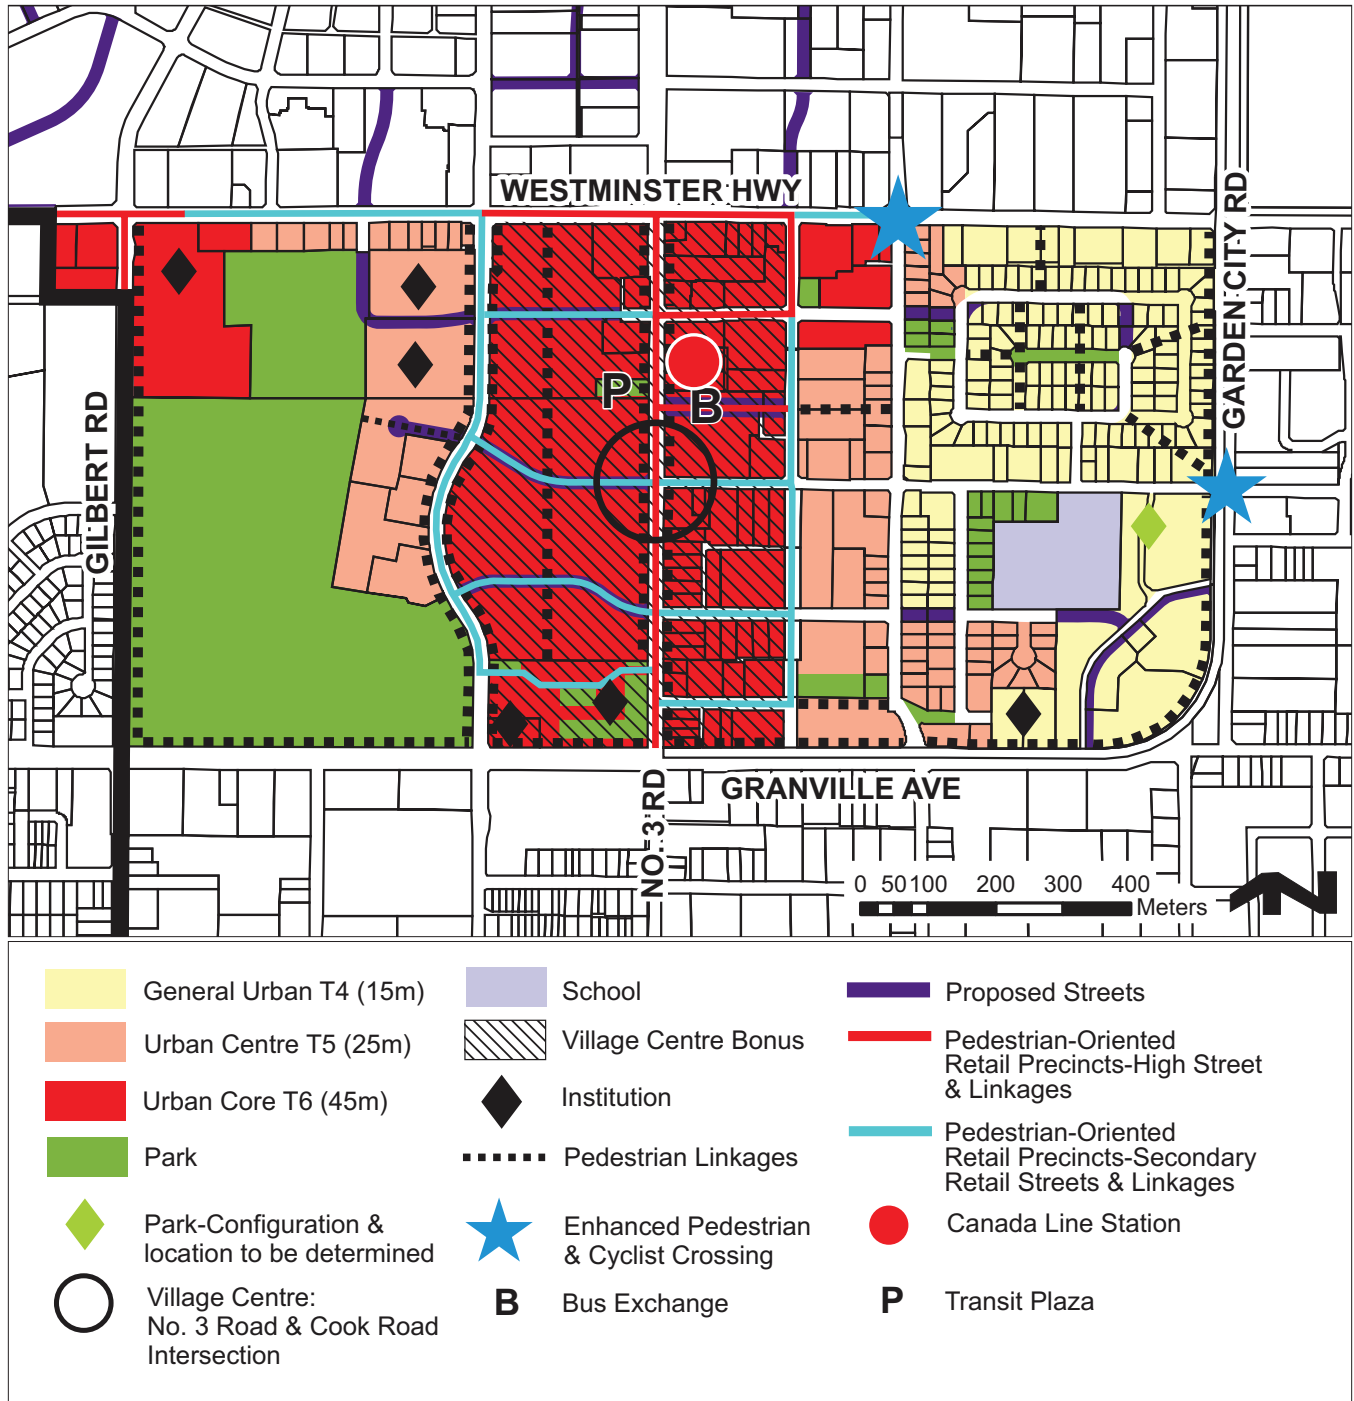 WESTMINSTER HWY
GARDEN CITY RD
GILBERT RD
P
B
NO. 3 RD
GRANVILLE AVE
0 50 100 200 300 400
Meters
General Urban T4 (15m)
Urban Centre T5 (25m)
Urban Core T6 (45m)
Park
Park-Configuration &
location to be determined
Village Centre:
No. 3 Road & Cook Road
Intersection
School
Village Centre Bonus
Institution
Pedestrian Linkages
Enhanced Pedestrian
& Cyclist Crossing
B
Bus Exchange
Proposed Streets
Pedestrian-Oriented
Retail Precincts-High Street
& Linkages
Pedestrian-Oriented
Retail Precincts-Secondary
Retail Streets & Linkages
Canada Line Station
P
Transit Plaza